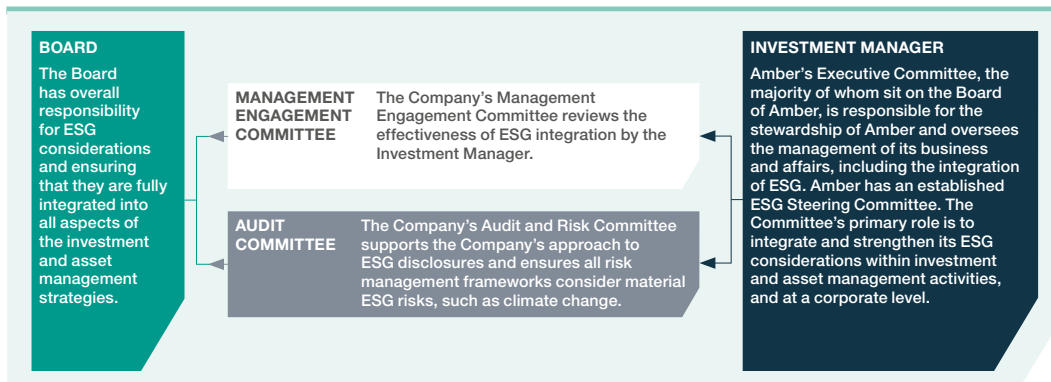 BOARD
The Board
has overall
responsibility
for ESG
considerations
and ensuring
that they are fully
integrated into
all aspects of
the investment
and asset
management
strategies.
MANAGEMENT
ENGAGEMENT
COMMITTEE
The Company's Management
Engagement Committee reviews the
effectiveness of ESG integration by the
Investment Manager.
AUDIT
COMMITTEE
The Company's Audit and Risk Committee
supports the Company's approach to
ESG disclosures and ensures all risk
management frameworks consider material
ESG risks, such as climate change.
INVESTMENT MANAGER
Amber's Executive Committee, the
majority of whom sit on the Board
of Amber, is responsible for the
stewardship of Amber and oversees
the management of its business
and affairs, including the integration
of ESG. Amber has an established
ESG Steering Committee. The
Committee's primary role is to
integrate and strengthen its ESG
considerations within investment
and asset management activities,
and at a corporate level.